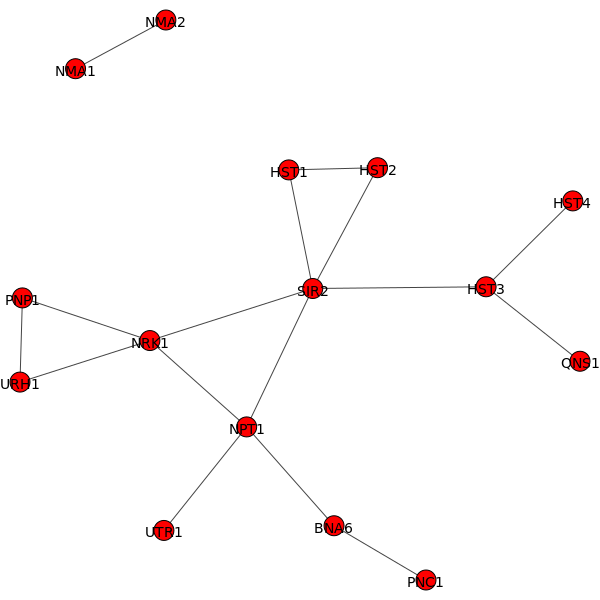 NMA2
NMA1
HST1
HST2
HST4
SIR2
HST3
PNP1
NRK1
QNS1
URH1
NPT1
UTR1
BNA6
PNC1